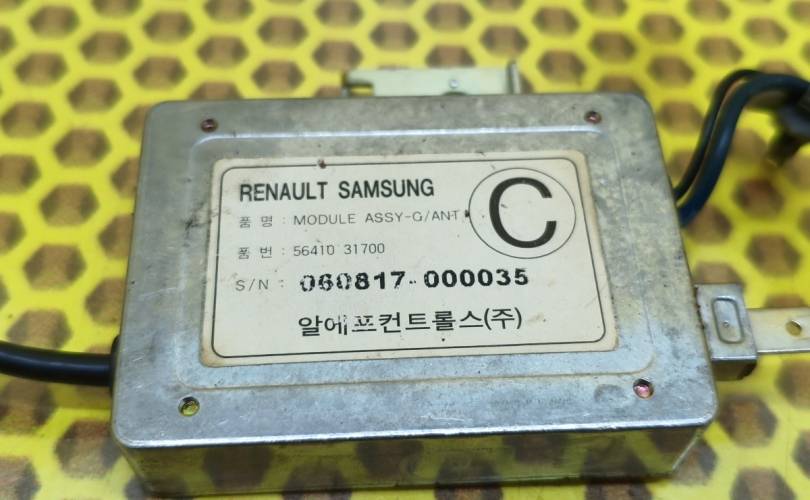 RENAULT SAMSUNG
C
품 명 : MODULE ASSY-G/ANT
품 번 : 56410 31700
S/N : 060817-000035
알에프컨트롤스(주)